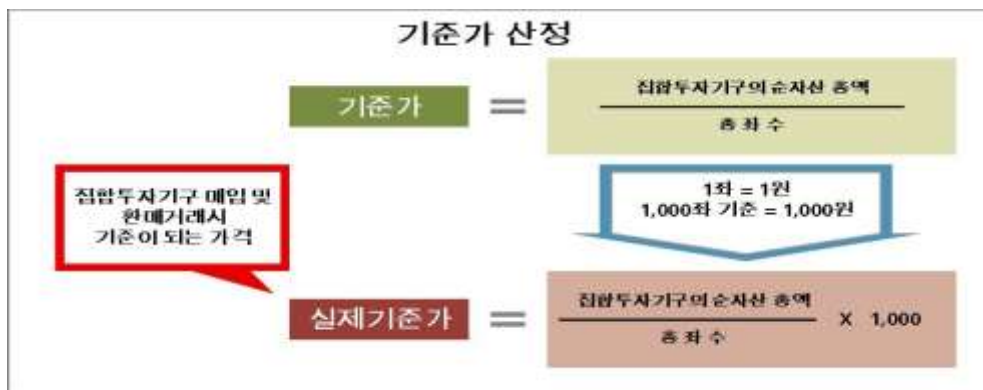 기준가 산정
기준가 = 집합투자기구의 순자산 총액
총 좌 수
집합투자기구 매입 및
환매거래시
기준이 되는 가격
1좌 = 1원
1,000좌 기준 = 1,000원
실제기준가 = 집합투자기구의 순자산 총액
총 좌 수
X 1,000